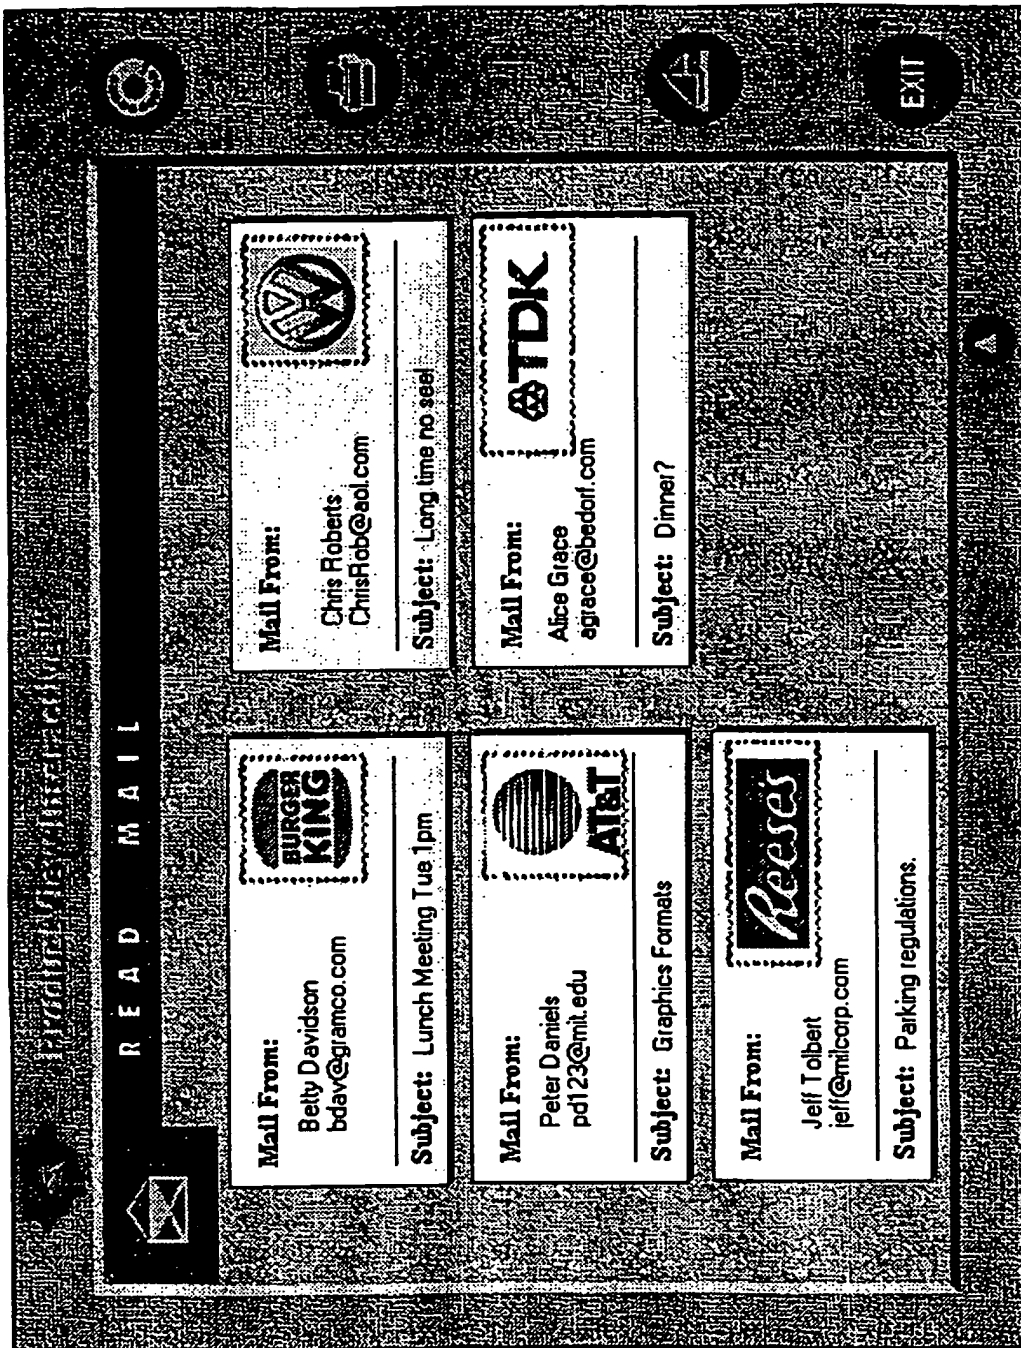 ProductView Interactive
READ MAIL
Mail From:
BURGER
KING
Betty Davidson
bdav@gramco.com
Subject: Lunch Meeting Tue 1pm
Mail From:
Chris Roberts
ChrisRob@aol.com
Subject: Long time no see!
Mail From:
AT&T
Peter Daniels
pd123@mit.edu
Subject: Graphics Formats
Mail From:
TDK
Alice Grace
agrace@bedorf.com
Subject: Dinner?
Mail From:
Reese's
Jeff Tolbert
jeff@milcorp.com
Subject: Parking regulations.
EXIT